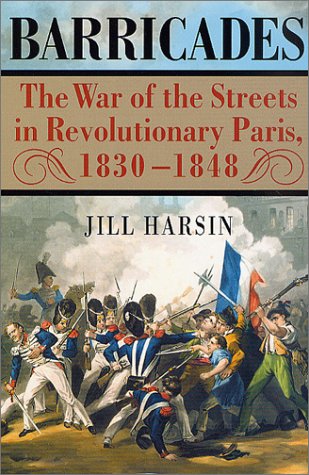 BARRICADES
The War of the Streets
in Revolutionary Paris,
1830–1848
JILL HARSIN